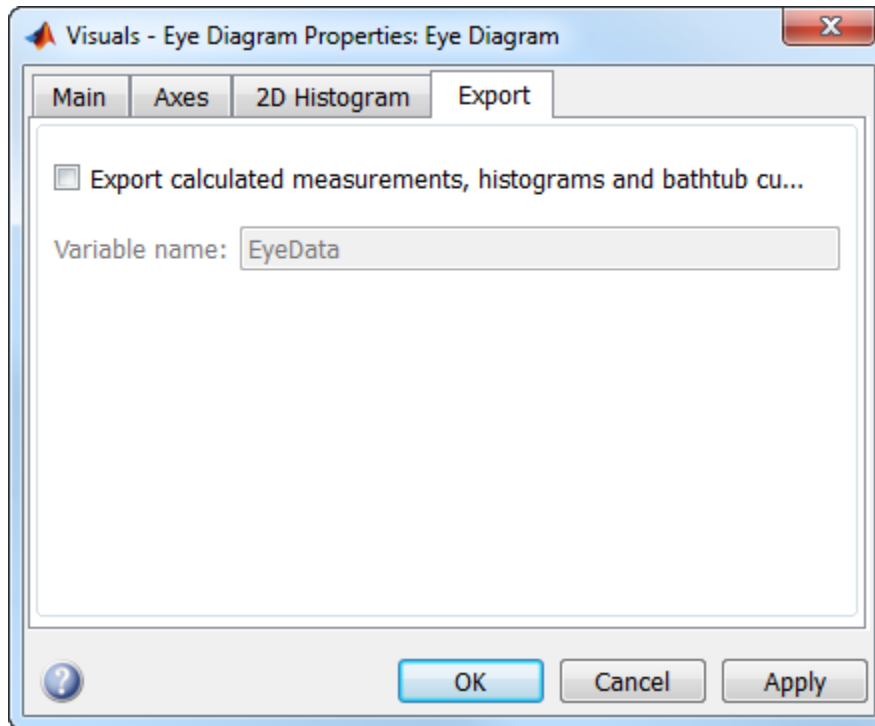 Visuals - Eye Diagram Properties: Eye Diagram
Main Axes 2D Histogram Export
Export calculated measurements, histograms and bathtub cu...
Variable name: EyeData
? OK Cancel Apply